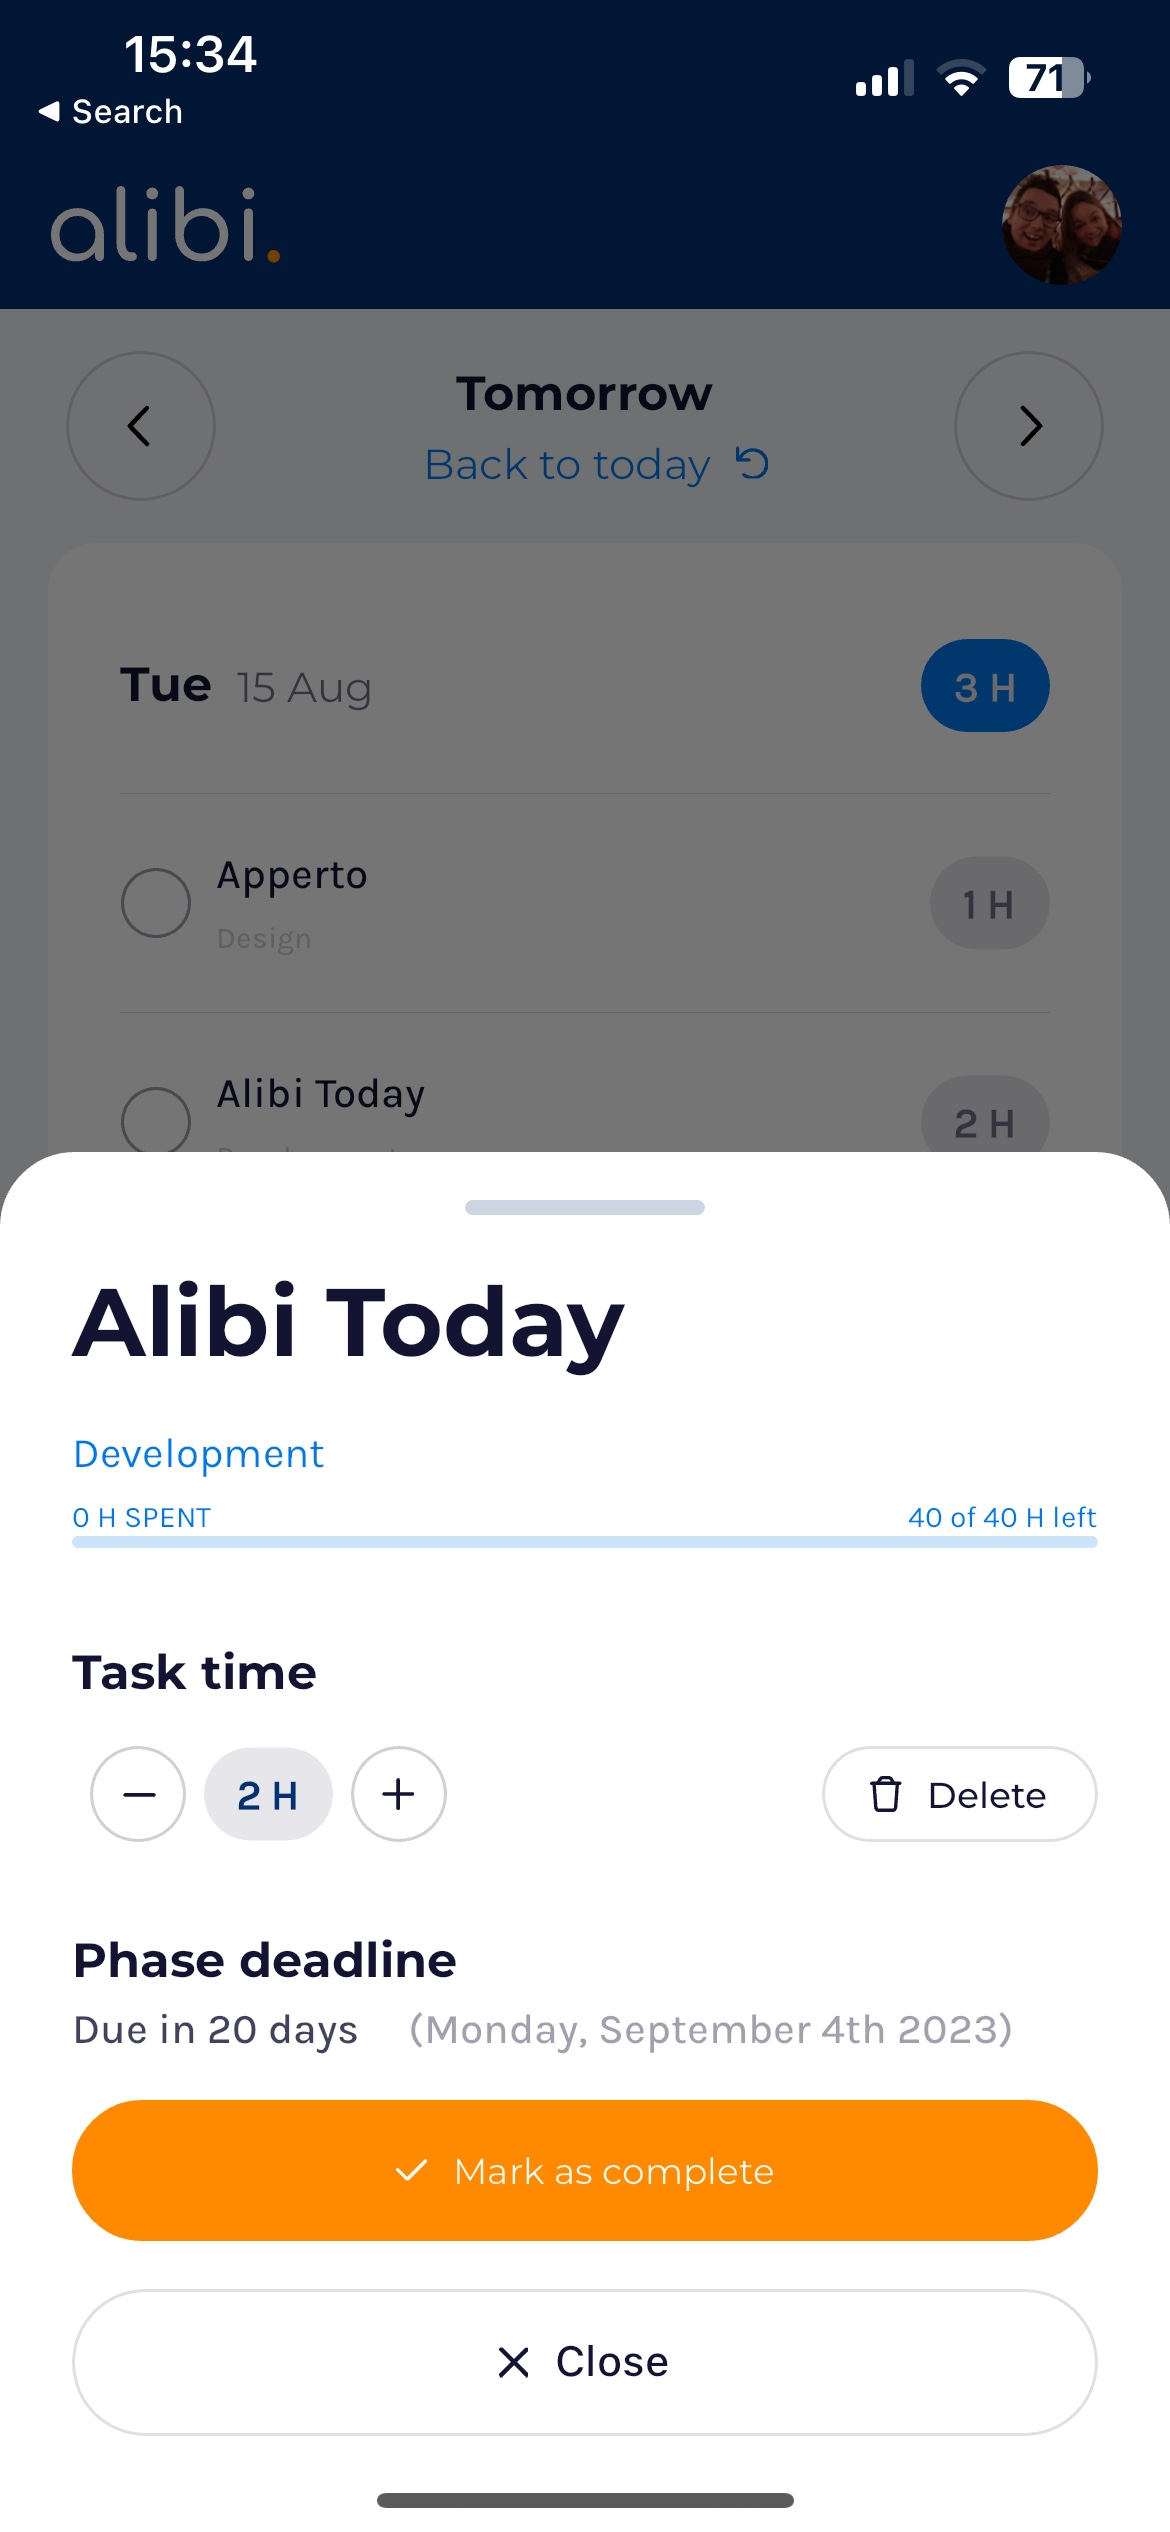 15:34
Search
71
alibi.
Tomorrow
Back to today
Tue 15 Aug
3 H
Apperto
1 H
Design
Alibi Today
2 H
Alibi Today
Development
0 H SPENT
40 of 40 H left
Task time
2 H
Delete
Phase deadline
Due in 20 days (Monday, September 4th 2023)
Mark as complete
Close